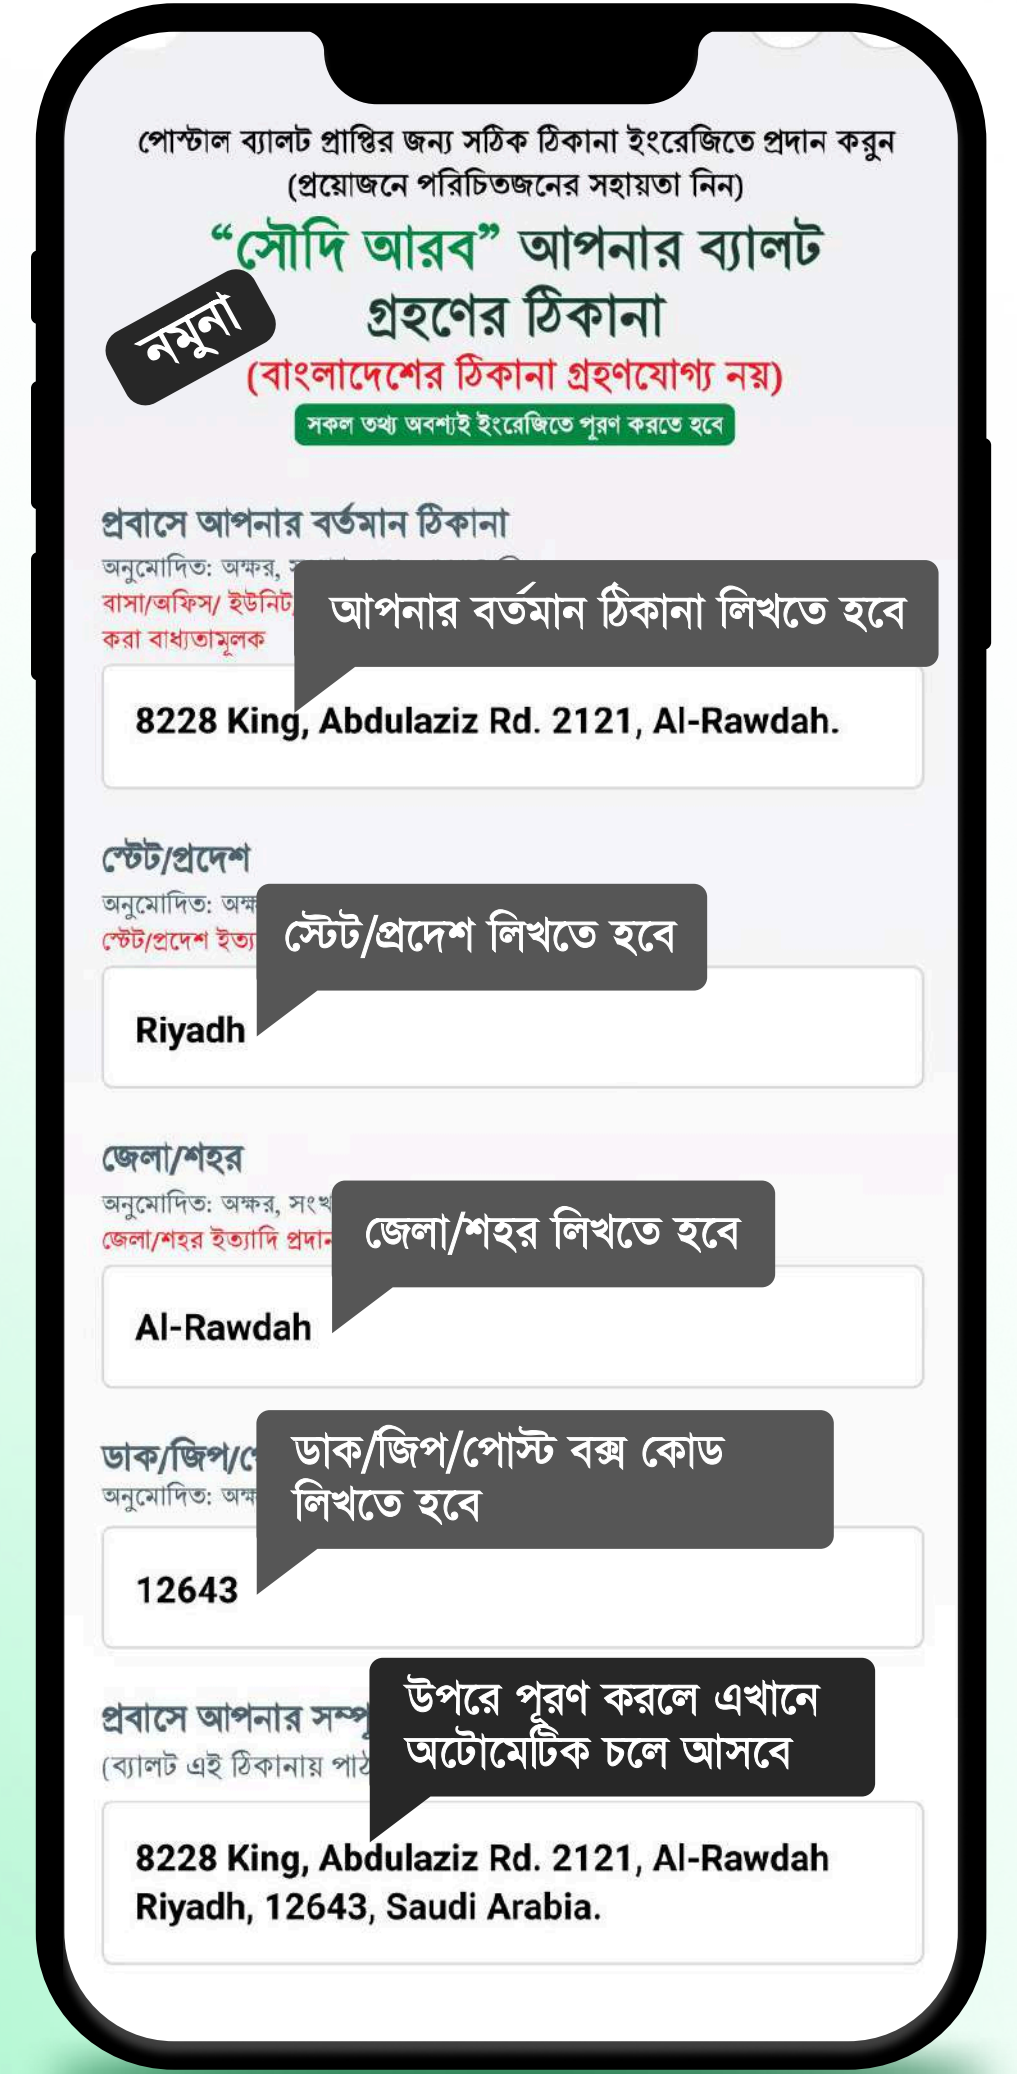 পোস্টাল ব্যালট প্রাপ্তির জন্য সঠিক ঠিকানা ইংরেজিতে প্রদান করুন
(প্রয়োজনে পরিচিতজনের সহায়তা নিন)
“সৌদি আরব” আপনার ব্যালট
গ্রহণের ঠিকানা
নমুনা
(বাংলাদেশের ঠিকানা গ্রহণযোগ্য নয়)
সকল তথ্য অবশ্যই ইংরেজিতে পূরণ করতে হবে
প্রবাসে আপনার বর্তমান ঠিকানা
অনুমোদিত: অক্ষর,
বাসা/অফিস/ ইউনিট
আপনার বর্তমান ঠিকানা লিখতে হবে
করা বাধ্যতামূলক
8228 King, Abdulaziz Rd. 2121, Al-Rawdah.
স্টেট/প্রদেশ
অনুমোদিত:
স্টেট/প্রদেশ
স্টেট/প্রদেশ লিখতে হবে
Riyadh
জেলা/শহর
অনুমোদিত: অক্ষর,
জেলা/শহর ইত্যাদি
জেলা/শহর লিখতে হবে
Al-Rawdah
ডাক/জিপ/
অনুমোদিত:
ডাক/জিপ/পোস্ট বক্স কোড
লিখতে হবে
12643
প্রবাসে আপনার
(ব্যালট এই ঠিকানায়
উপরে পূরণ করলে এখানে
অটোমেটিক চলে আসবে
8228 King, Abdulaziz Rd. 2121, Al-Rawdah
Riyadh, 12643, Saudi Arabia.